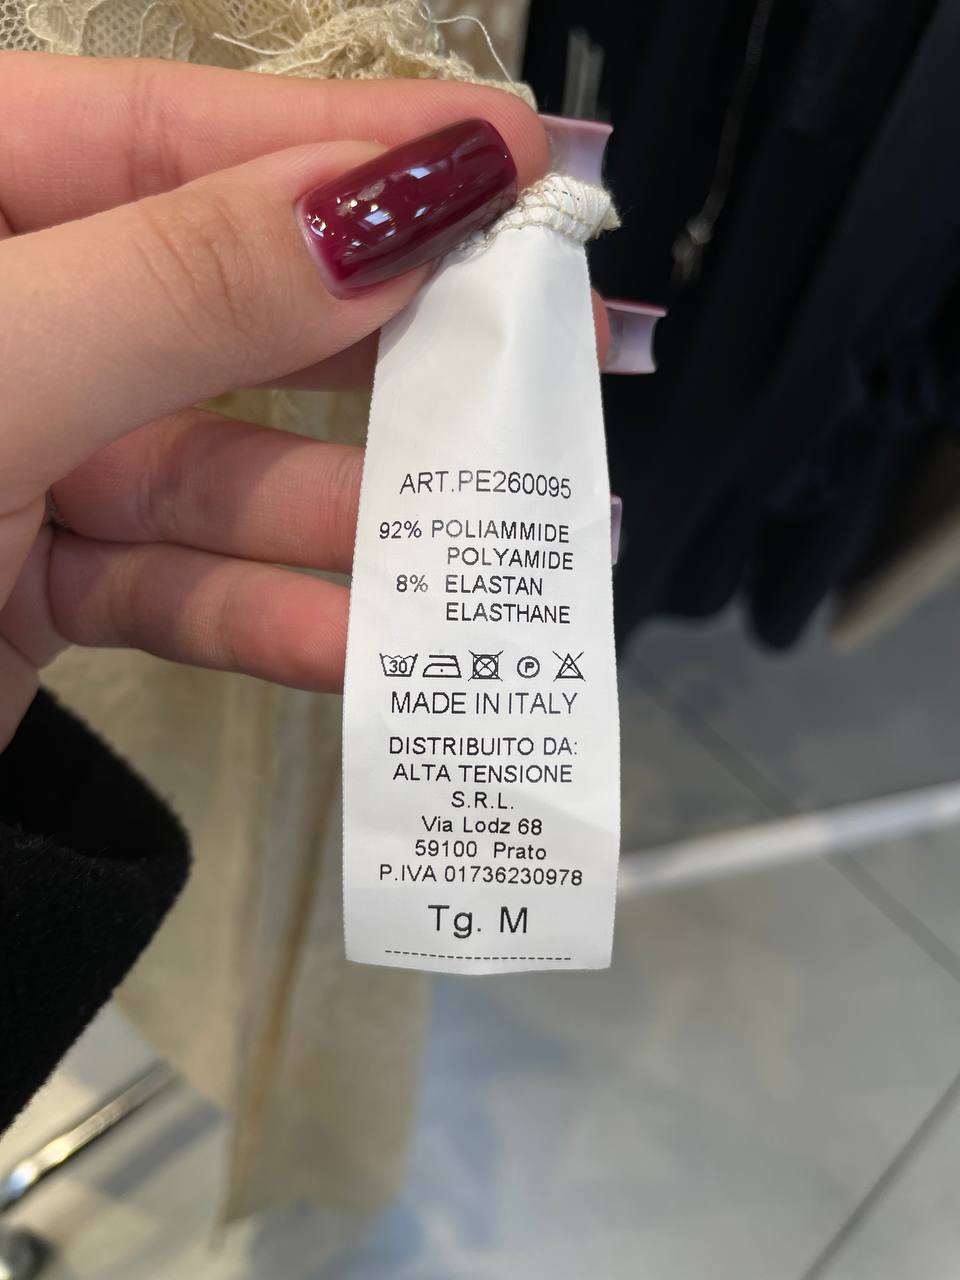 ART.PE260095
92% POLIAMMIDE
POLYAMIDE
8% ELASTAN
ELASTHANE
30 P
MADE IN ITALY
DISTRIBUITO DA:
ALTA TENSIONE
S.R.L.
Via Lodz 68
59100 Prato
P.IVA 01736230978
Tg. M